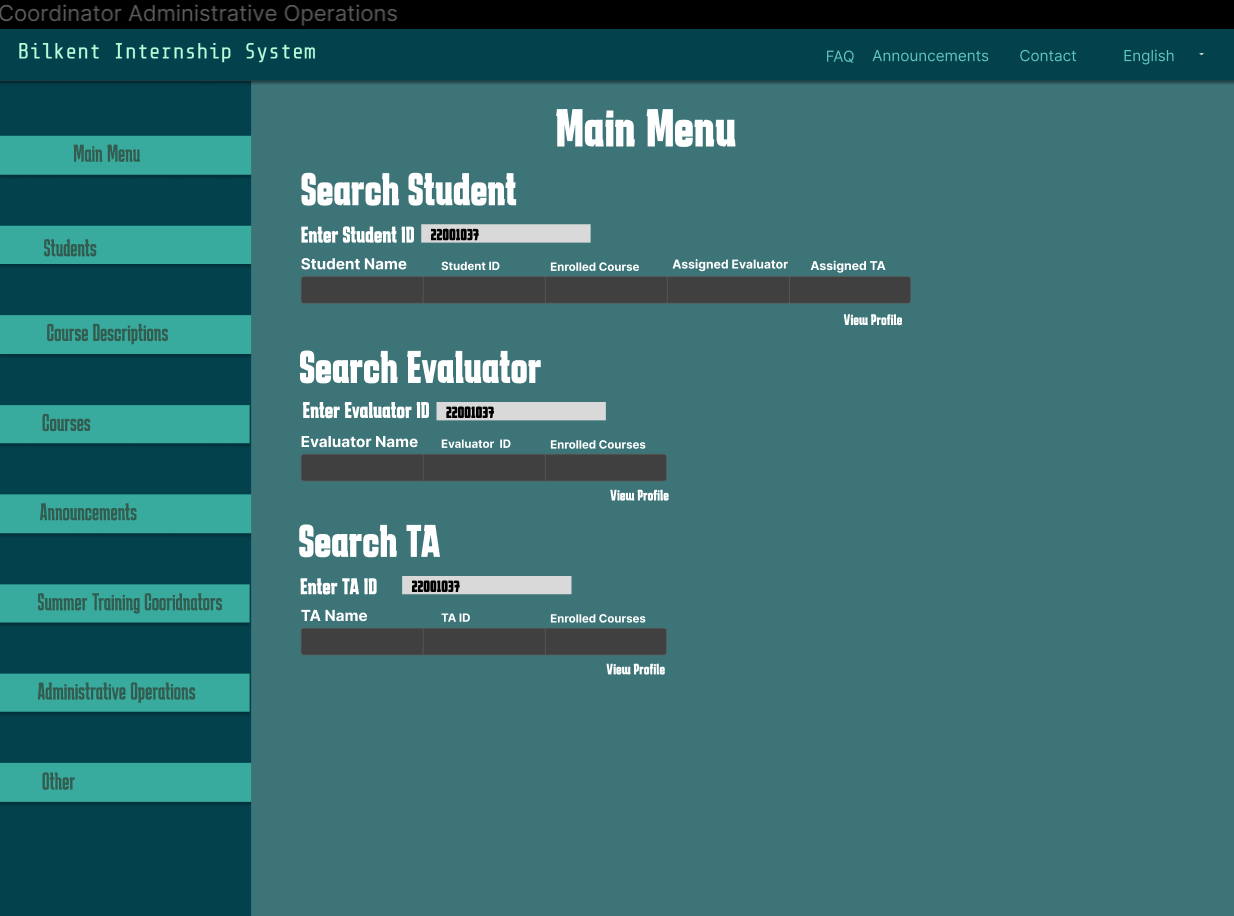 Coordinator Administrative Operations
Bilkent Internship System
FAQ Announcements Contact English
Main Menu
Students
Course Descriptions
Courses
Announcements
Summer Training Cooridnators
Administrative Operations
Other
Main Menu
Search Student
Enter Student ID 22001037
Student Name Student ID Enrolled Course Assigned Evaluator Assigned TA
View Profile
Search Evaluator
Enter Evaluator ID 22001037
Evaluator Name Evaluator ID Enrolled Courses
View Profile
Search TA
Enter TA ID 22001037
TA Name TA ID Enrolled Courses
View Profile